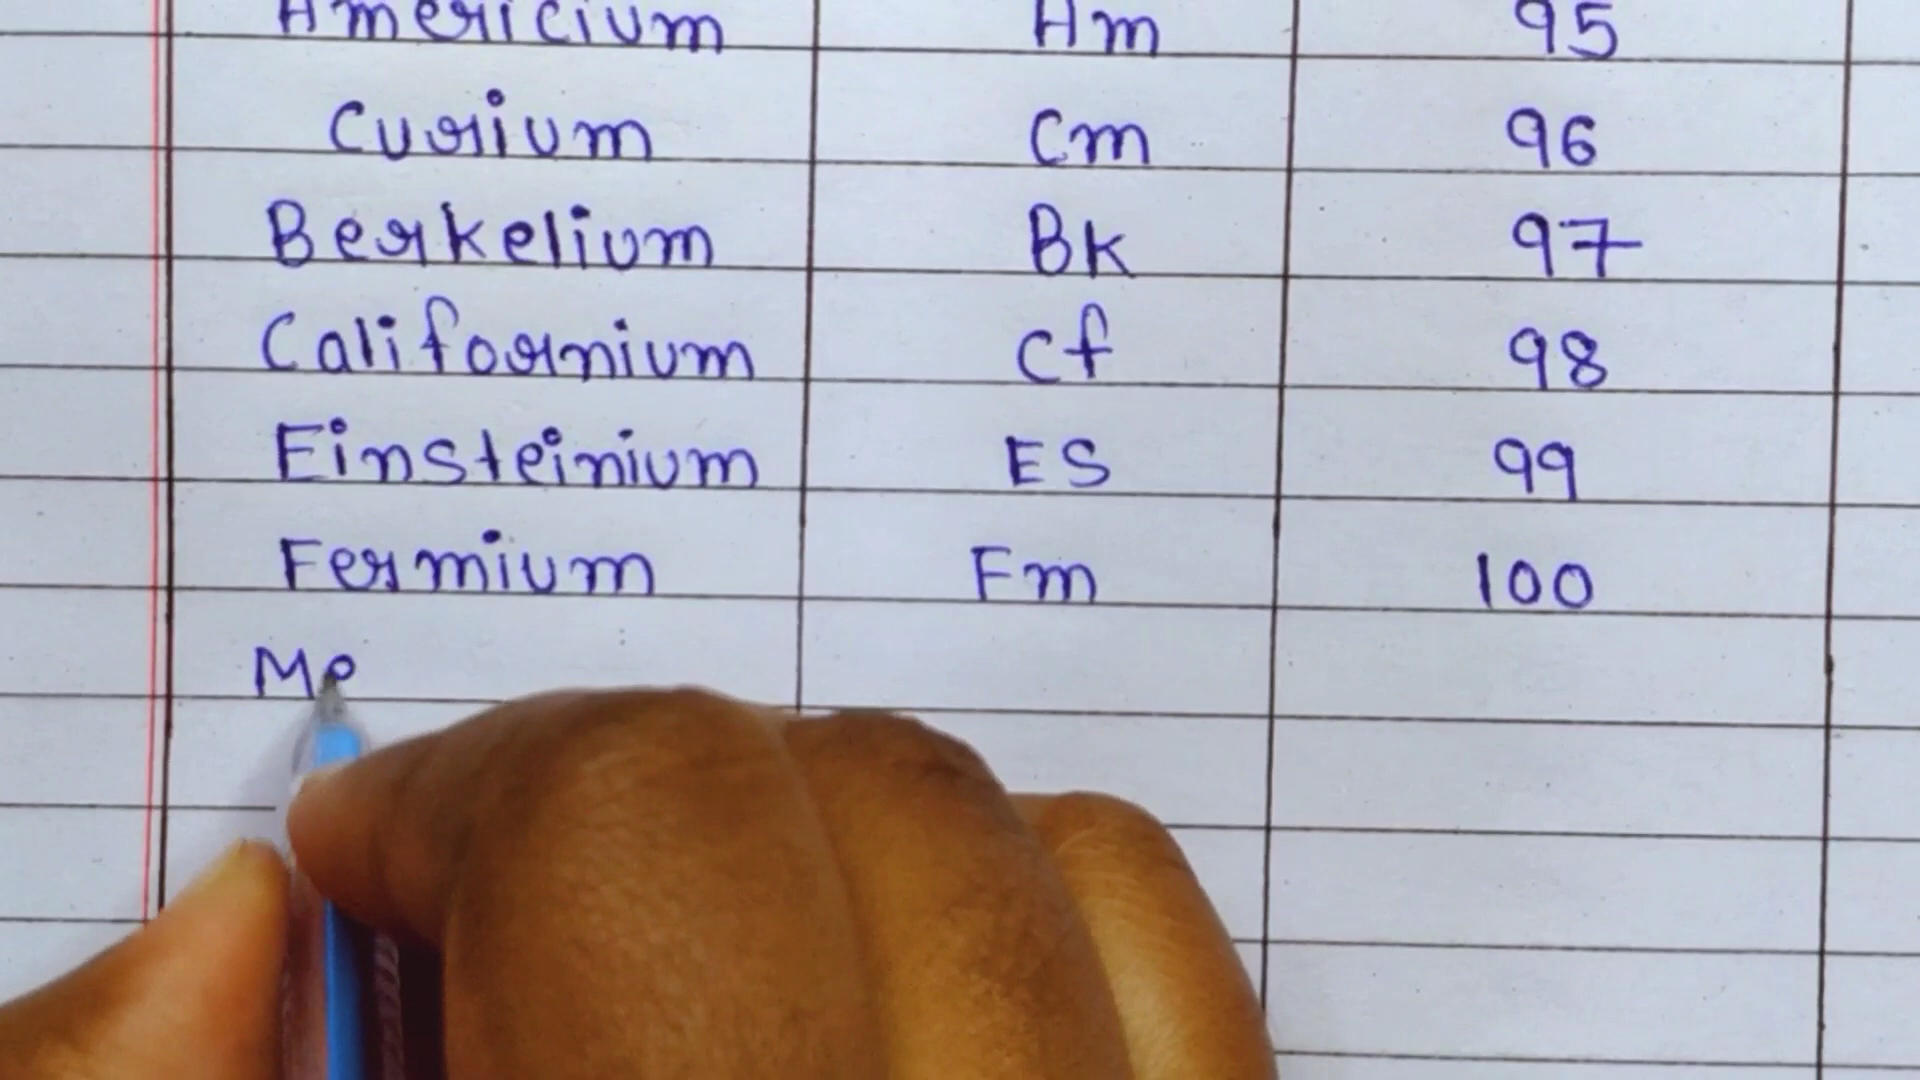 Americium Am 95
Curium Cm 96
Berkelium Bk 97
Californium Cf 98
Einsteinium ES 99
Fermium Fm 100
Me